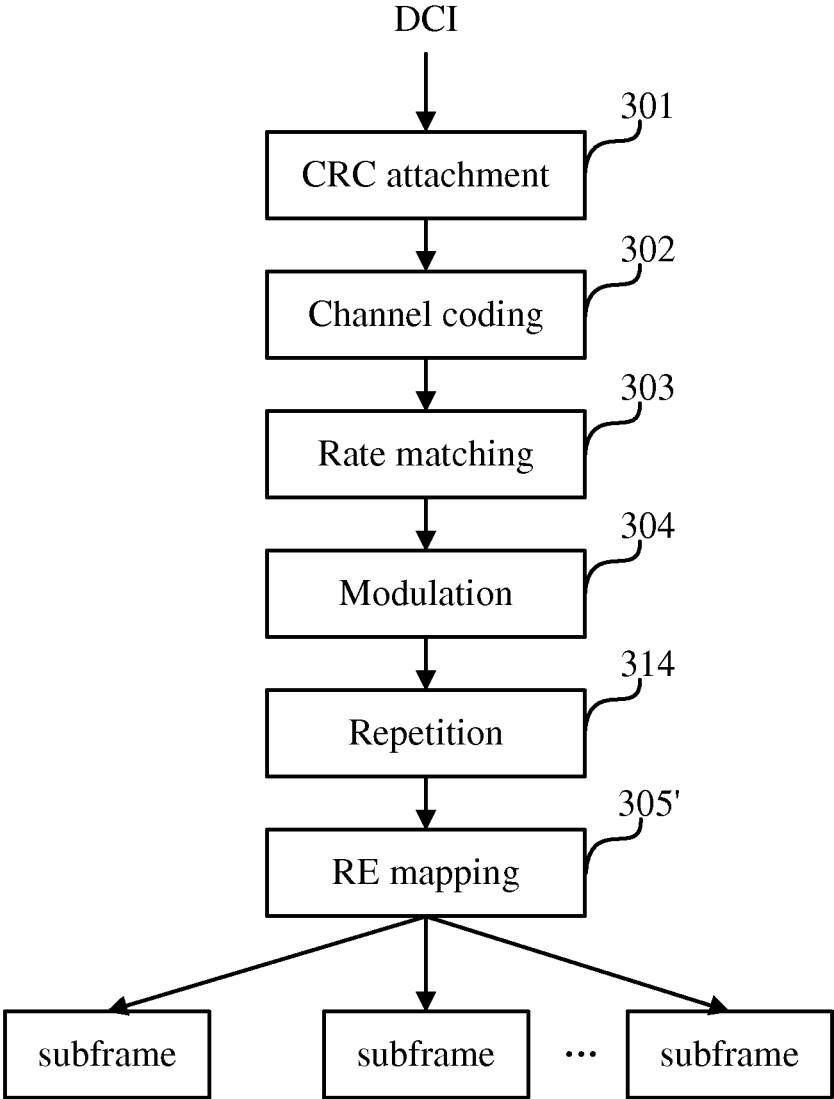 DCI
301
CRC attachment
302
Channel coding
303
Rate matching
304
Modulation
314
Repetition
305'
RE mapping
subframe subframe ... subframe